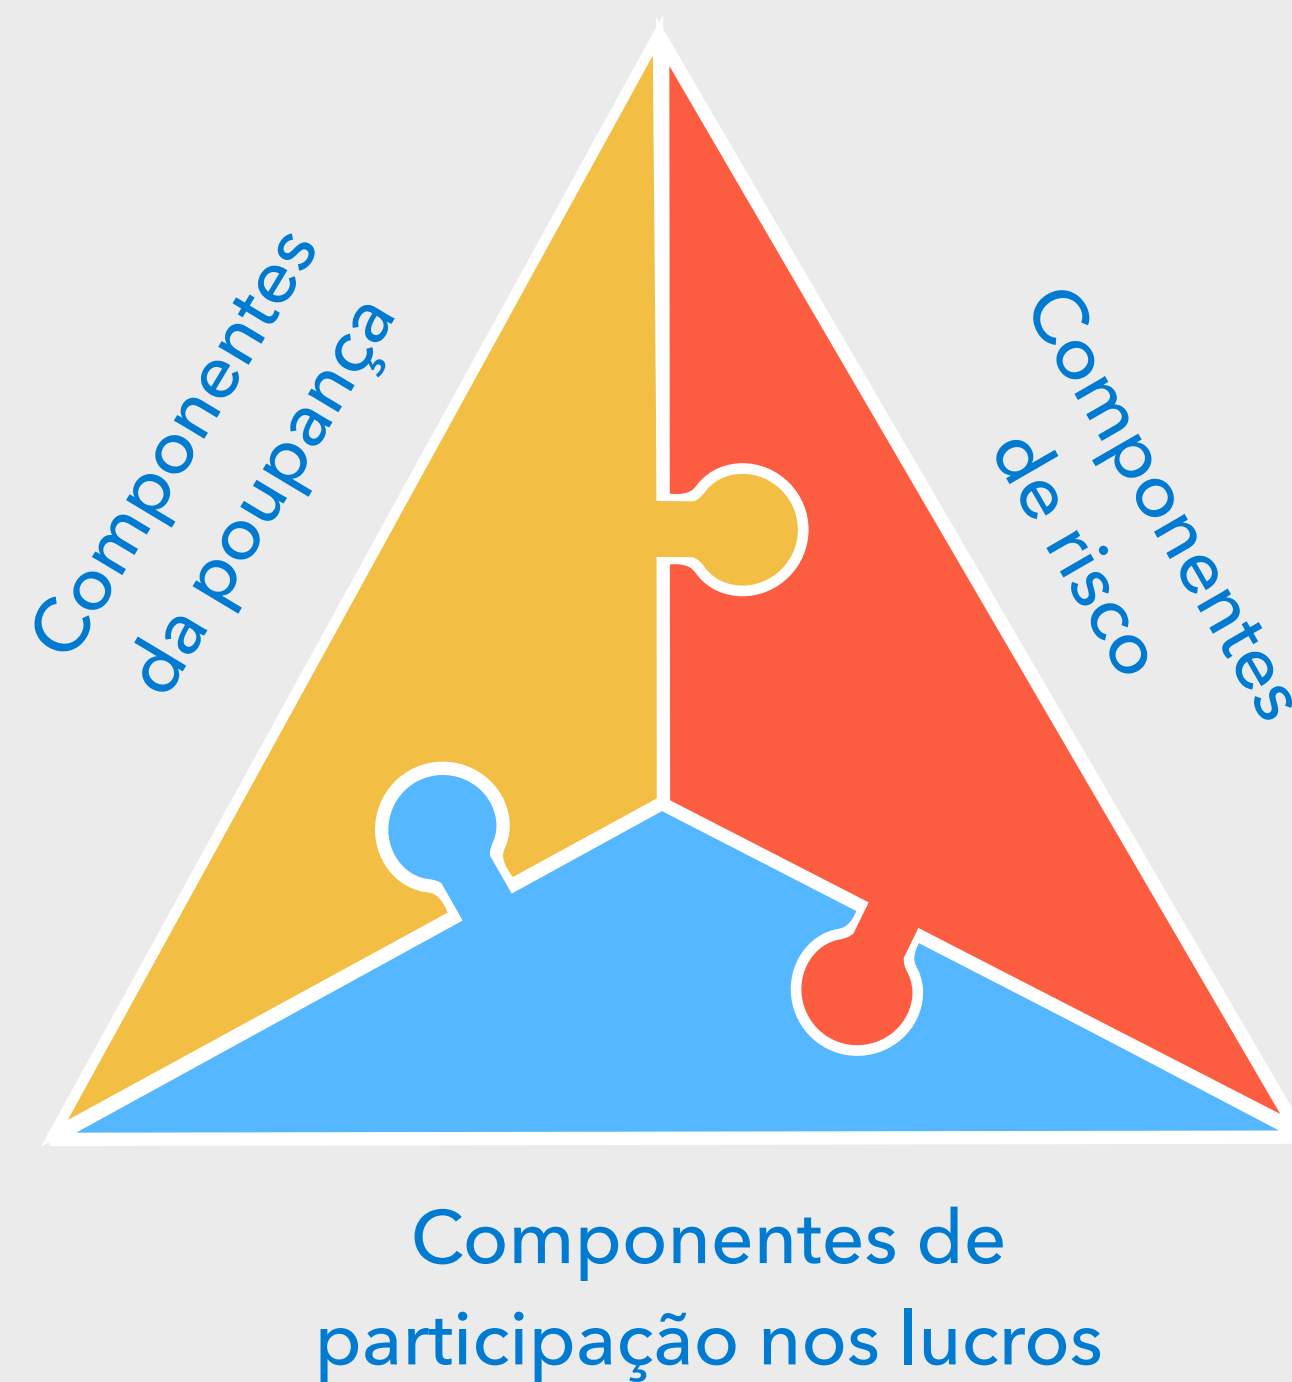 Componentes
da poupança
Componentes
de risco
Componentes de
participação nos lucros